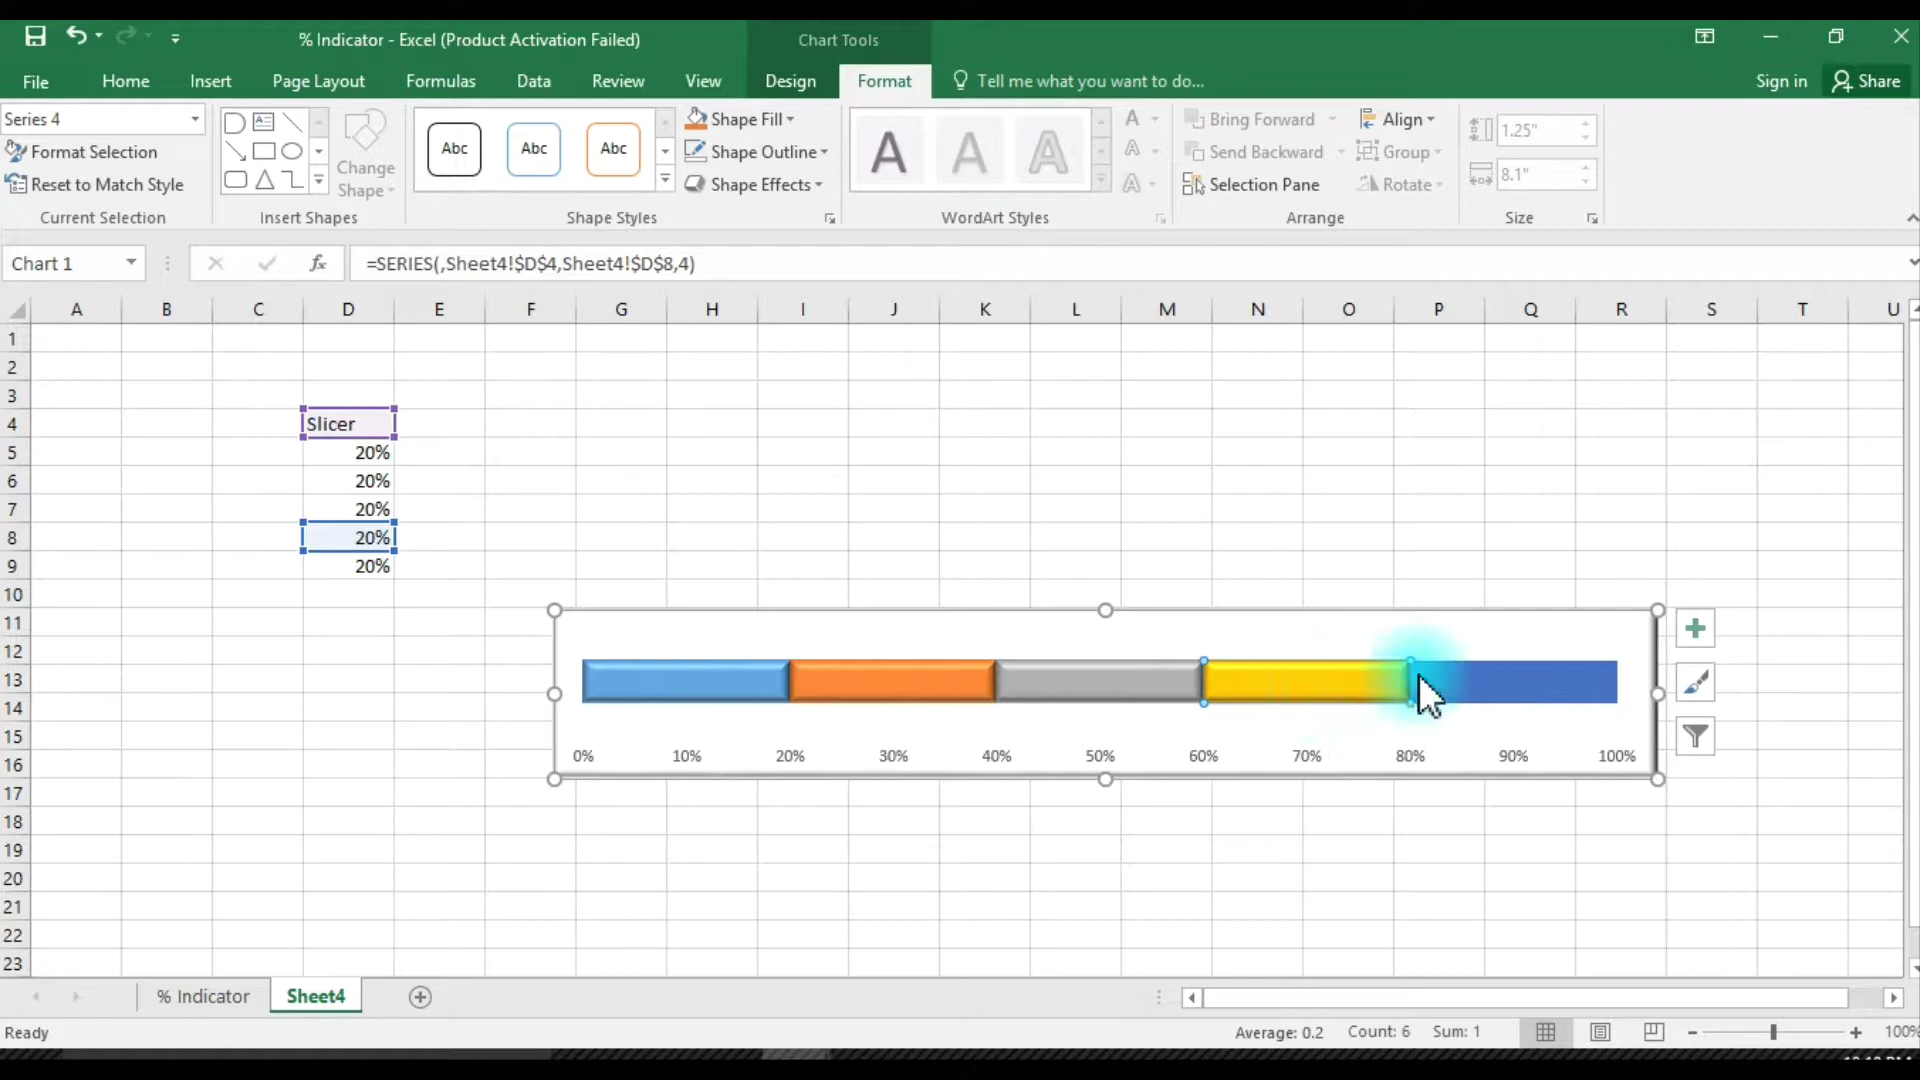 % Indicator - Excel (Product Activation Failed)
Chart Tools
File Home Insert Page Layout Formulas Data Review View Design Format Tell me what you want to do... Sign in Share
Series 4
Format Selection
Reset to Match Style
Current Selection
Change Shape
Insert Shapes
Abc Abc Abc
Shape Fill
Shape Outline
Shape Effects
Shape Styles
A A A
WordArt Styles
Bring Forward
Send Backward
Selection Pane
Align
Group
Rotate
Arrange
1.25"
8.1"
Size
Chart 1 fx =SERIES(,Sheet4!$D$4,Sheet4!$D$8,4)
A B C D E F G H I J K L M N O P Q R S T U
1
2
3
4 Slicer
5 20%
6 20%
7 20%
8 20%
9 20%
10
11
12
13
14
15
16
17
18
19
20
21
22
23
0% 10% 20% 30% 40% 50% 60% 70% 80% 90% 100%
% Indicator Sheet4
Ready Average: 0.2 Count: 6 Sum: 1 100%